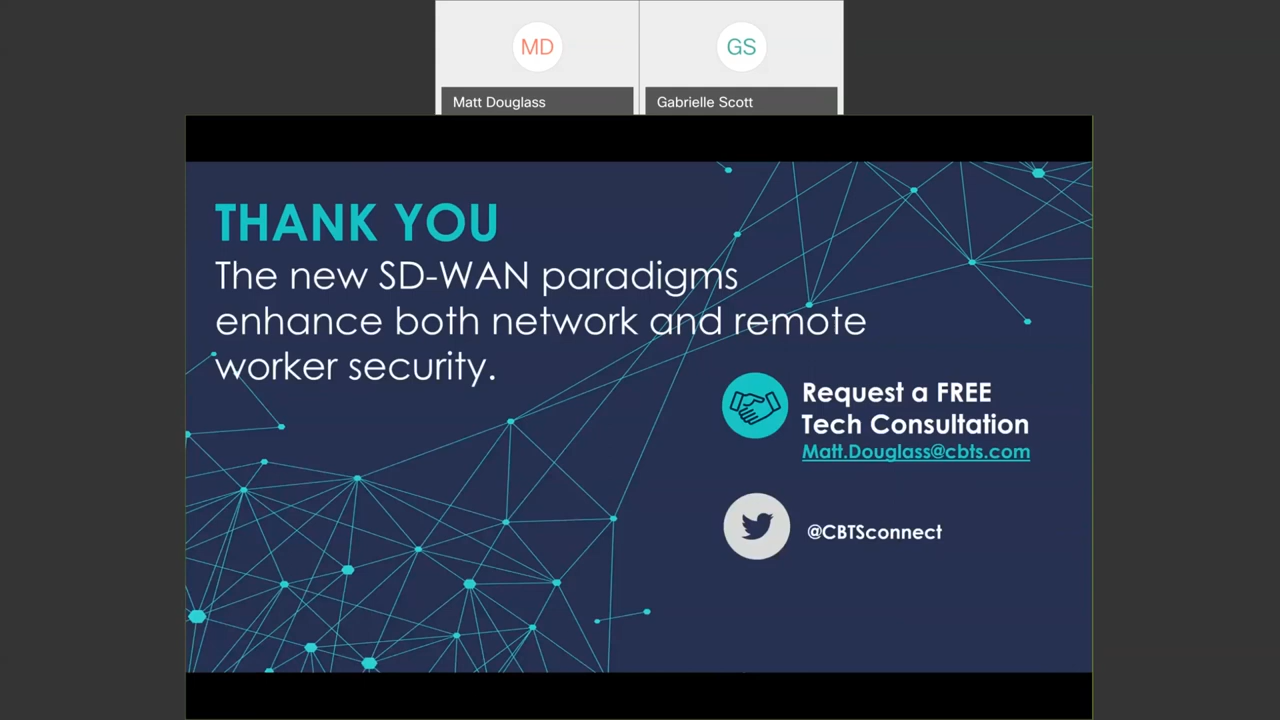 MD
GS
Matt Douglass
Gabrielle Scott
THANK YOU
The new SD-WAN paradigms
enhance both network and remote
worker security.
Request a FREE
Tech Consultation
Matt.Douglass@cbts.com
@CBTSconnect